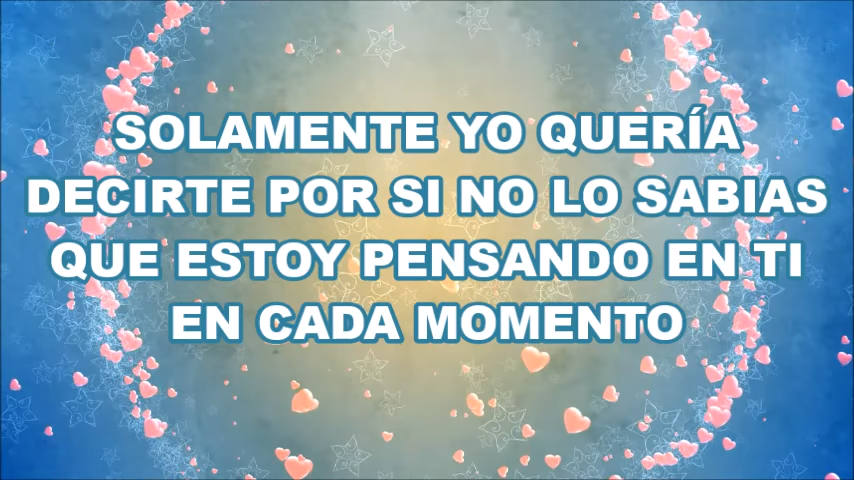 SOLAMENTE YO QUERÍA
DECIRTE POR SI NO LO SABIAS
QUE ESTOY PENSANDO EN TI
EN CADA MOMENTO